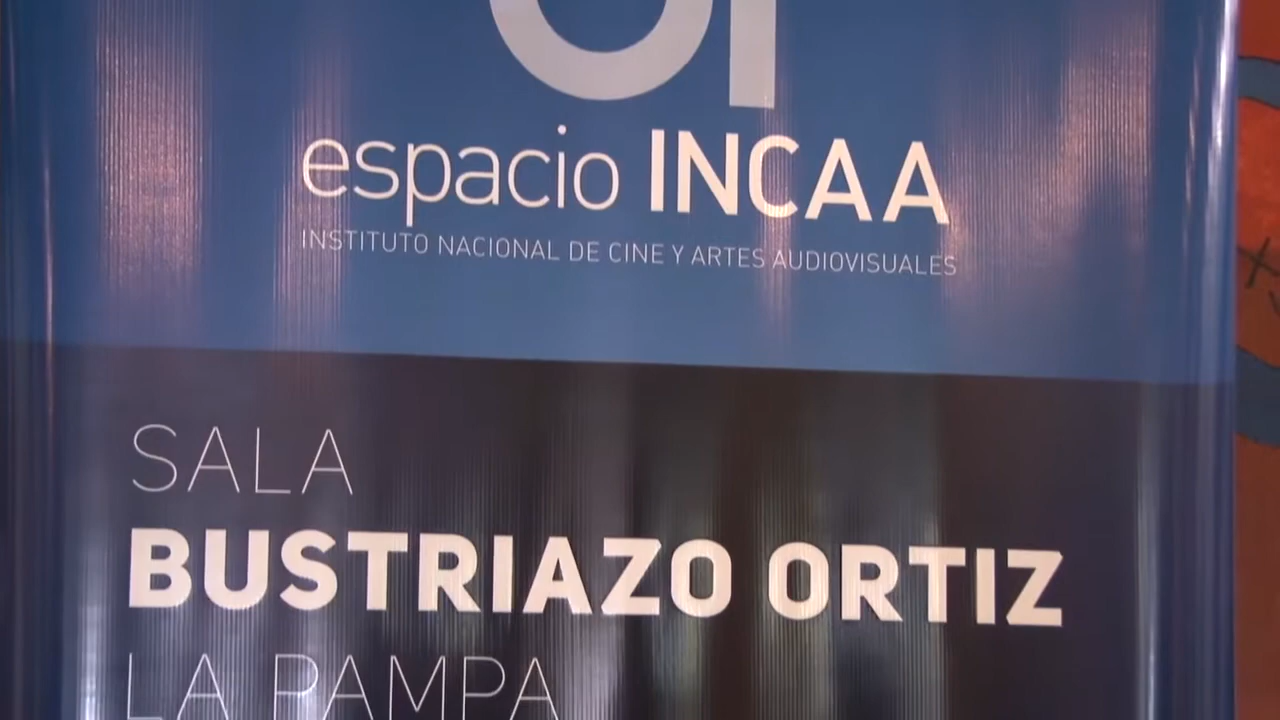 espacio INCAA
INSTITUTO NACIONAL DE CINE Y ARTES AUDIOVISUALES
SALA
BUSTRIAZO ORTIZ
LA PAMPA